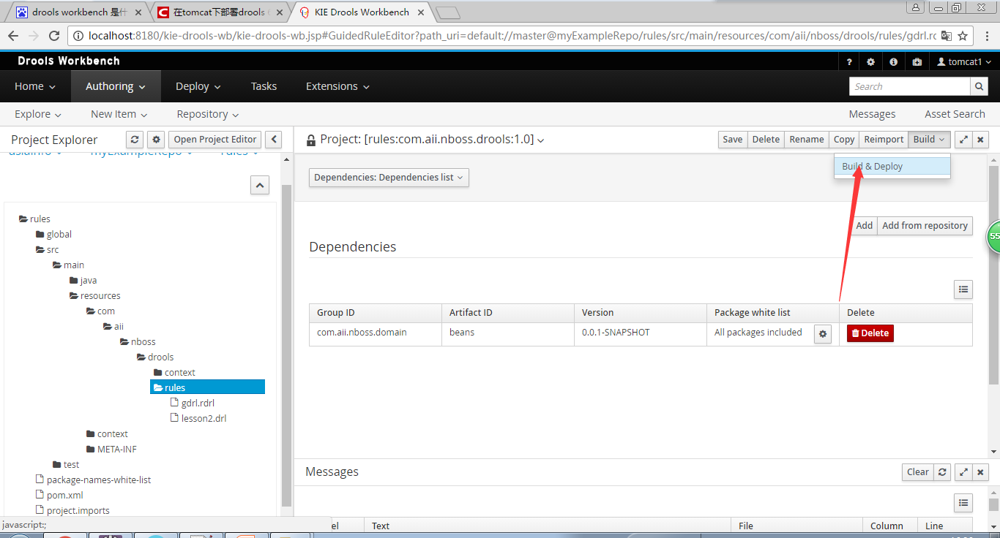 drools workbench 是什
在tomcat下部署drools
KIE Drools Workbench
localhost:8180/kie-drools-wb/kie-drools-wb.jsp#GuidedRuleEditor?path_uri=default://master@myExampleRepo/rules/src/main/resources/com/aii/nboss/drools/rules/gdrl.rd
Drools Workbench
? tomcat1
Home Authoring Deploy Tasks Extensions Search
Explore New Item Repository Messages Asset Search
Project Explorer Open Project Editor
Project: [rules:com.aii.nboss.drools:1.0]
Save Delete Rename Copy Reimport Build
asiainfo myExampleRepo rules
Build & Deploy
Dependencies: Dependencies list
Add Add from repository
Dependencies
Group ID Artifact ID Version Package white list Delete
com.aii.nboss.domain beans 0.0.1-SNAPSHOT All packages included Delete
55
rules
global
src
main
java
resources
com
aii
nboss
drools
context
rules
gdrl.rdrl
lesson2.drl
context
META-INF
test
package-names-white-list
pom.xml
project.imports
Messages Clear
javascript:;
el Text File Column Line